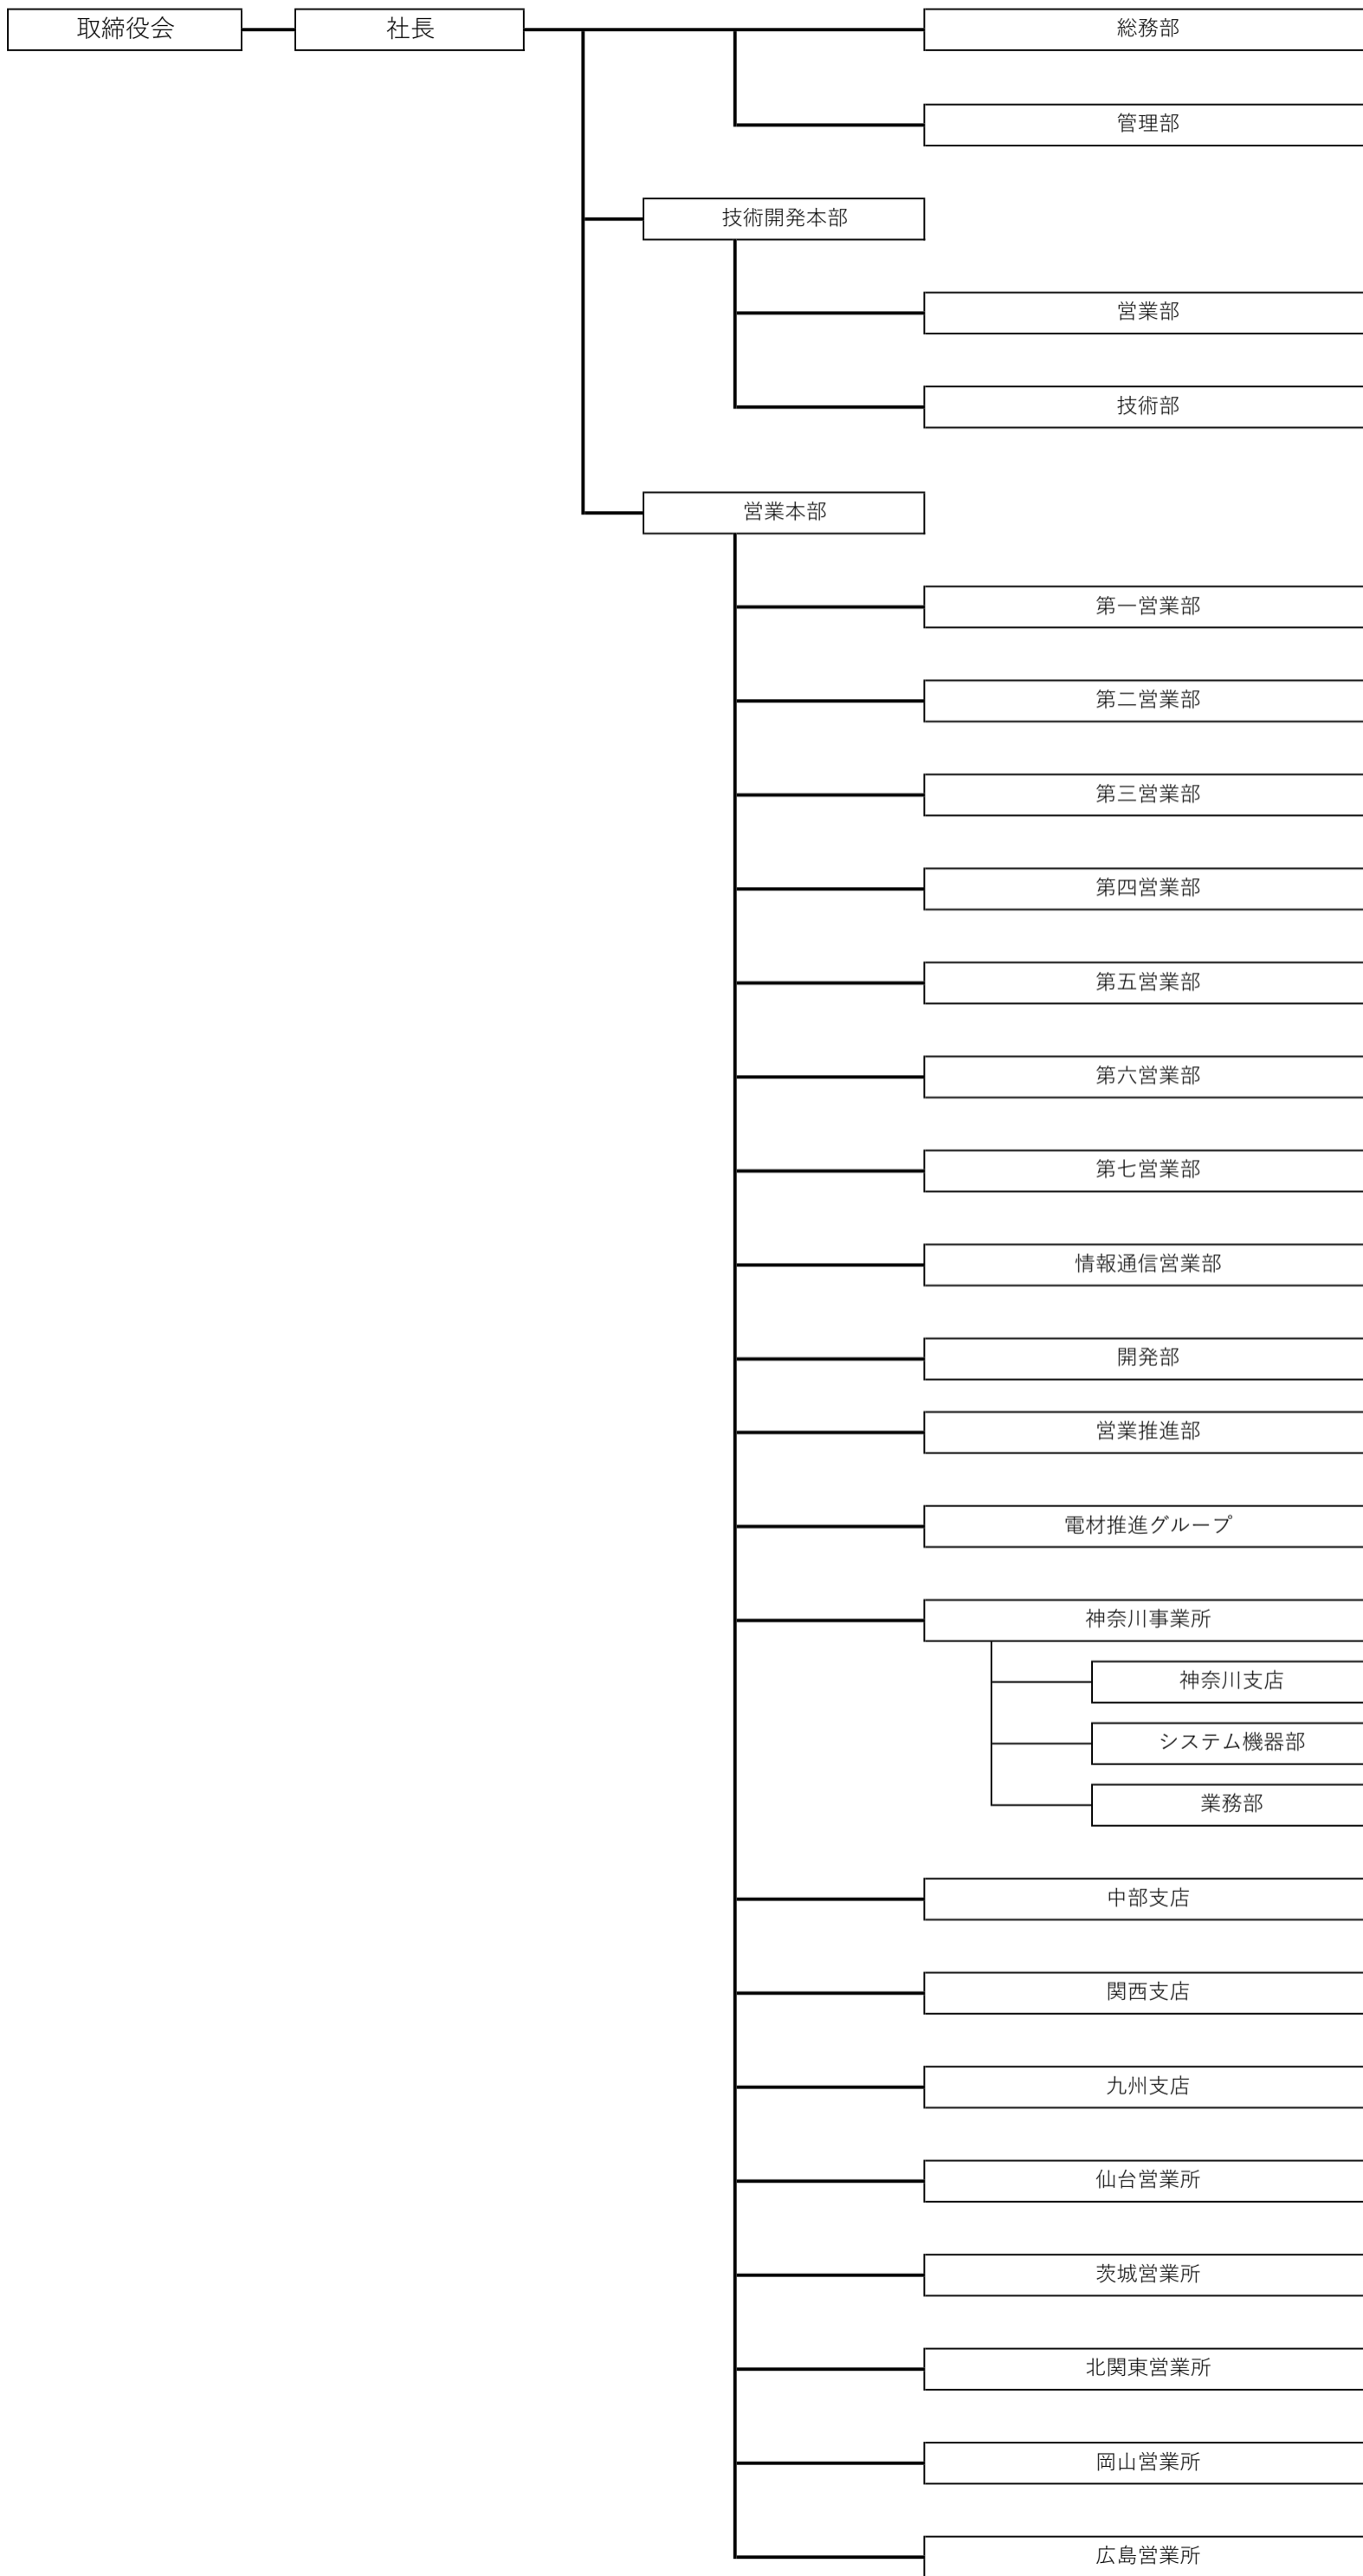 取締役会
社長
総務部
管理部
技術開発本部
営業部
技術部
営業本部
第一営業部
第二営業部
第三営業部
第四営業部
第五営業部
第六営業部
第七営業部
情報通信営業部
開発部
営業推進部
電材推進グループ
神奈川事業所
神奈川支店
システム機器部
業務部
中部支店
関西支店
九州支店
仙台営業所
茨城営業所
北関東営業所
岡山営業所
広島営業所